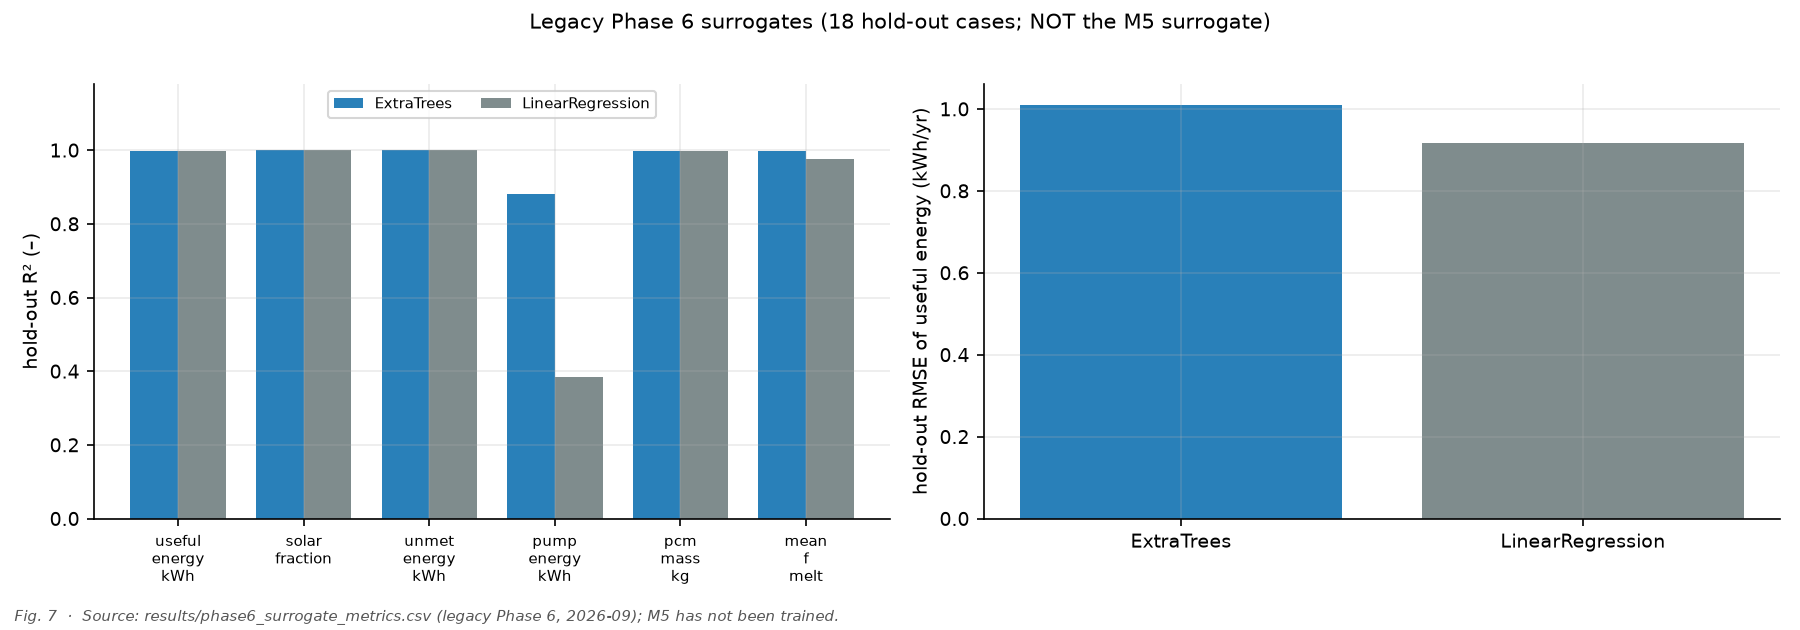 Legacy Phase 6 surrogates (18 hold-out cases; NOT the M5 surrogate)
ExtraTrees
LinearRegression
hold-out R² (–)
1.0
0.8
0.6
0.4
0.2
0.0
useful
energy
kWh
solar
fraction
unmet
energy
kWh
pump
energy
kWh
pcm
mass
kg
mean
f
melt
hold-out RMSE of useful energy (kWh/yr)
1.0
0.8
0.6
0.4
0.2
0.0
ExtraTrees
LinearRegression
Fig. 7 · Source: results/phase6_surrogate_metrics.csv (legacy Phase 6, 2026-09); M5 has not been trained.